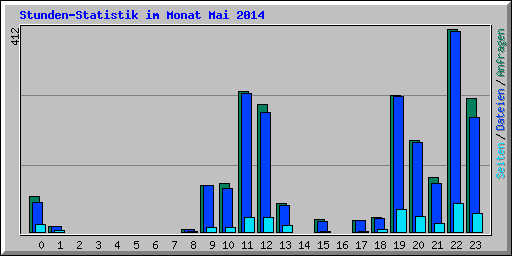 Stunden-Statistik im Monat Mai 2014
412
Seiten / Dateien / Anfragen
0 1 2 3 4 5 6 7 8 9 10 11 12 13 14 15 16 17 18 19 20 21 22 23